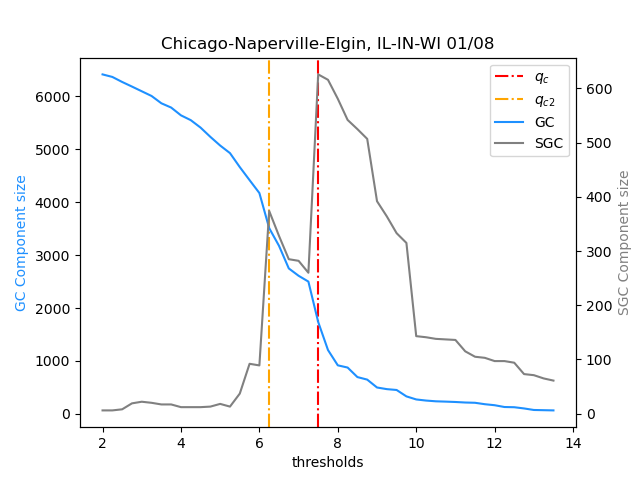 Chicago-Naperville-Elgin, IL-IN-WI 01/08
q_c
q_c2
GC
SGC
GC Component size
6000
5000
4000
3000
2000
1000
0
600
500
400
300
200
100
0
SGC Component size
2 4 6 8 10 12 14
thresholds